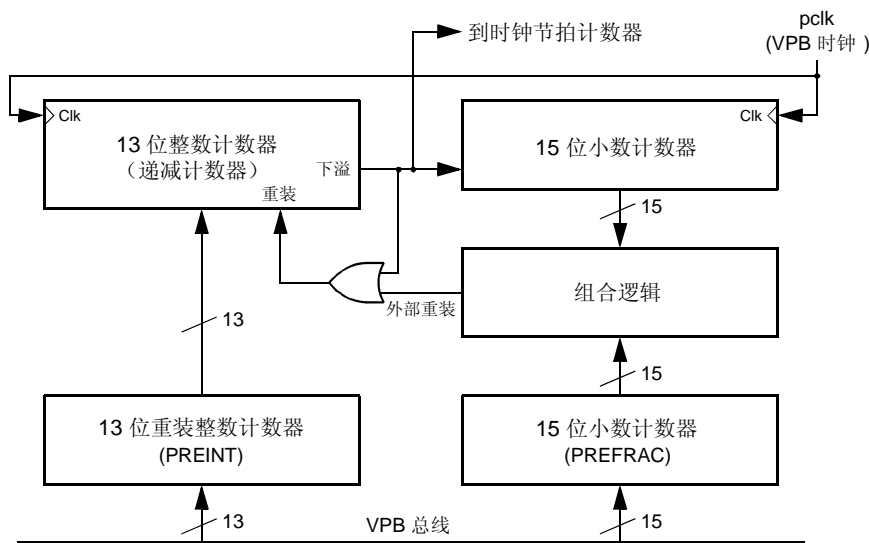 到时钟节拍计数器
pclk
(VPB 时钟 )
Clk
13 位整数计数器
（递减计数器）
下溢
重装
Clk
15 位小数计数器
15
组合逻辑
外部重装
13
15
13 位重装整数计数器
(PREINT)
15 位小数计数器
(PREFRAC)
13
VPB 总线
15